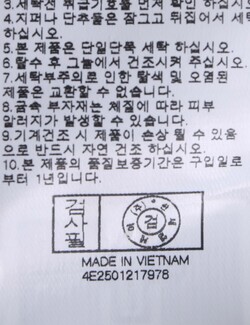 3.세탁전 취급기호를 먼저 확인 하십시오.
4.지퍼나 단추물은 잠그고 뒤집어서 세탁
하십시오.
5.본 제품은 단일단독 세탁 하십시오.
6.탈수 후 그늘에서 건조시켜 주십시오.
7.세탁부주의로 인한 탈색 및 오염된
제품은 교환할 수 없습니다.
8.금속 부자재는 체질에 따라 피부
알러지가 발생할 수 있습니다.
9.기계건조 시 제품이 손상 될 수 있음
으로 반드시 자연 건조 하십시오.
10.본 제품의 품질보증기간은 구입일로
부터 1년입니다.
검사필
검
(주)
MADE IN VIETNAM
4E2501217978